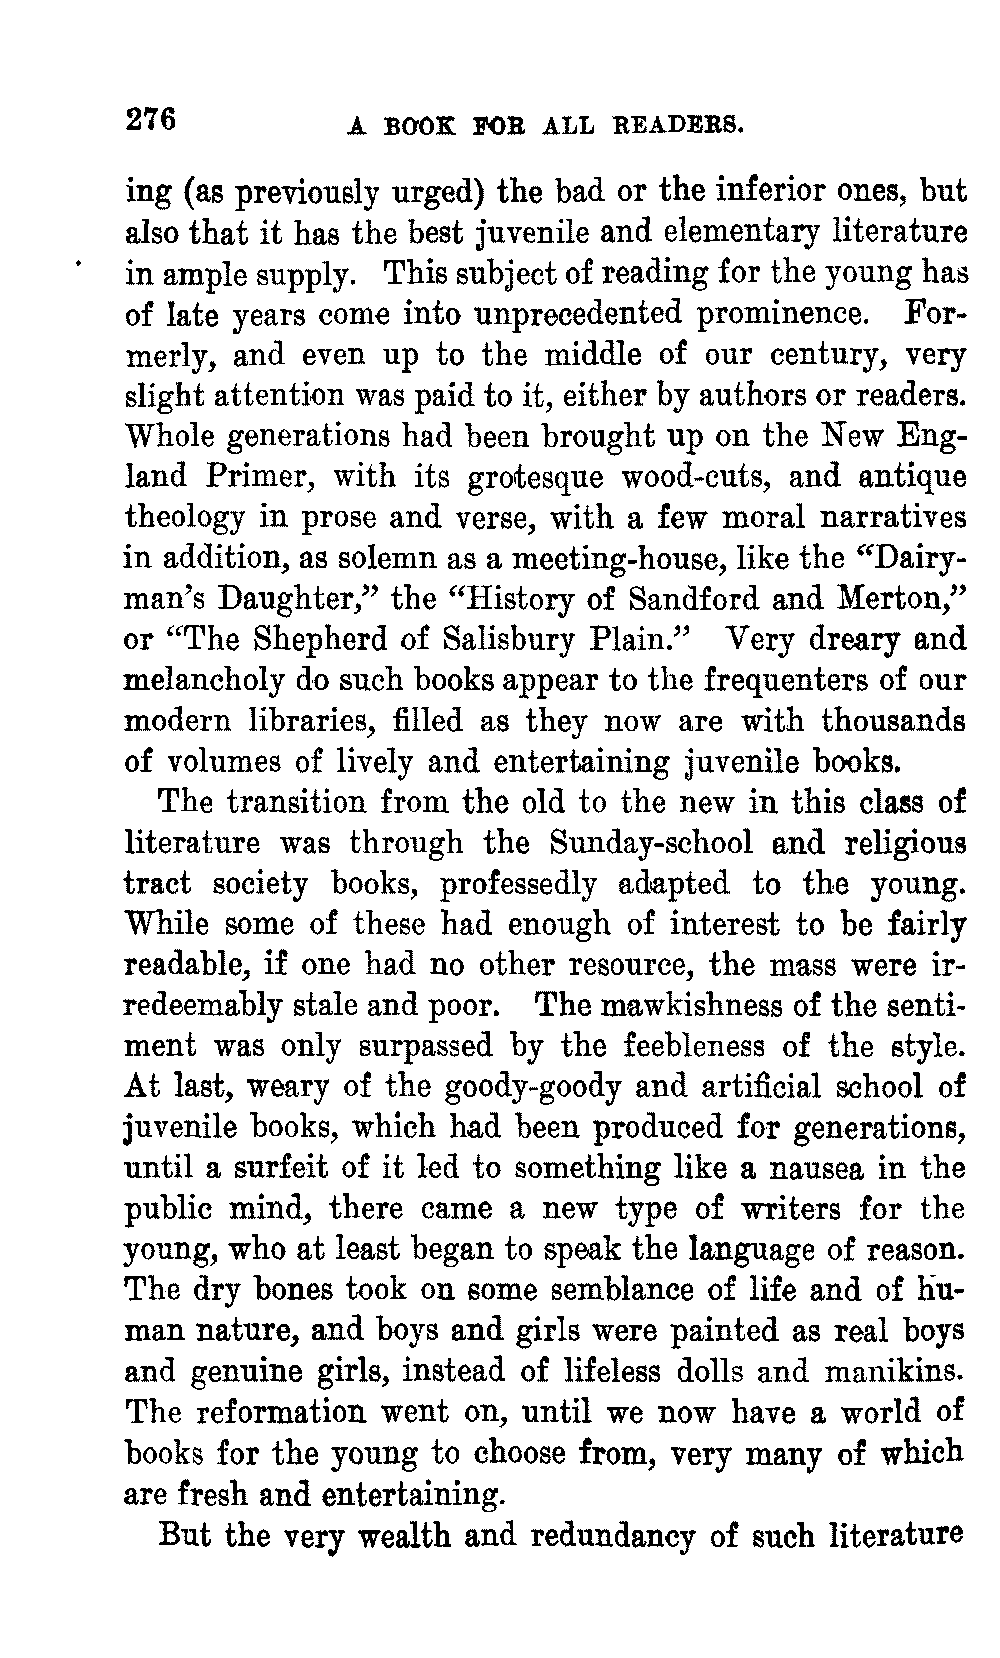 276 A BOOK FOR ALL READERS.
ing (as previously urged) the bad or the inferior ones, but
also that it has the best juvenile and elementary literature
in ample supply. This subject of reading for the young has
of late years come into unprecedented prominence. For-
merly, and even up to the middle of our century, very
slight attention was paid to it, either by authors or readers.
Whole generations had been brought up on the New Eng-
land Primer, with its grotesque wood-cuts, and antique
theology in prose and verse, with a few moral narratives
in addition, as solemn as a meeting-house, like the “Dairy-
man’s Daughter,” the “History of Sandford and Merton,”
or “The Shepherd of Salisbury Plain.” Very dreary and
melancholy do such books appear to the frequenters of our
modern libraries, filled as they now are with thousands
of volumes of lively and entertaining juvenile books.
The transition from the old to the new in this class of
literature was through the Sunday-school and religious
tract society books, professedly adapted to the young.
While some of these had enough of interest to be fairly
readable, if one had no other resource, the mass were ir-
redeemably stale and poor. The mawkishness of the senti-
ment was only surpassed by the feebleness of the style.
At last, weary of the goody-goody and artificial school of
juvenile books, which had been produced for generations,
until a surfeit of it led to something like a nausea in the
public mind, there came a new type of writers for the
young, who at least began to speak the language of reason.
The dry bones took on some semblance of life and of hu-
man nature, and boys and girls were painted as real boys
and genuine girls, instead of lifeless dolls and manikins.
The reformation went on, until we now have a world of
books for the young to choose from, very many of which
are fresh and entertaining.
But the very wealth and redundancy of such literature